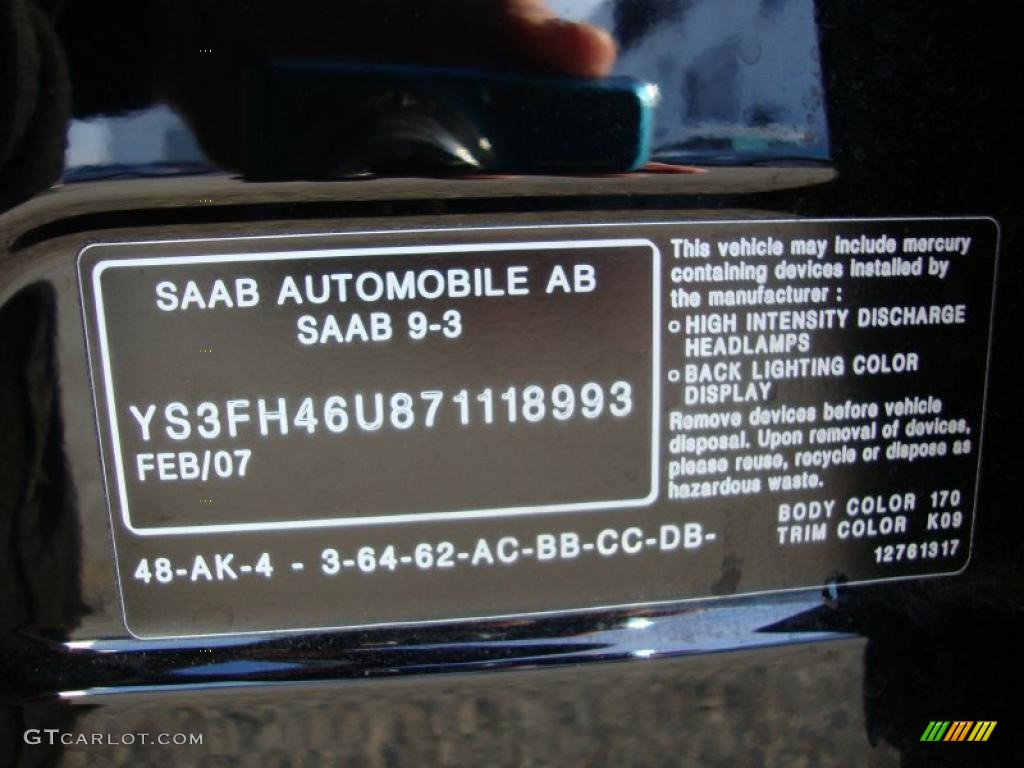 SAAB AUTOMOBILE AB
SAAB 9-3
YS3FH46U871118993
FEB/07
48-AK-4 - 3-64-62-AC-BB-CC-DB-
This vehicle may include mercury
containing devices installed by
the manufacturer :
o HIGH INTENSITY DISCHARGE
HEADLAMPS
o BACK LIGHTING COLOR
DISPLAY
Remove devices before vehicle
disposal. Upon removal of devices,
please reuse, recycle or dispose as
hazardous waste.
BODY COLOR 170
TRIM COLOR K09
12761317
GTCARLOT.COM